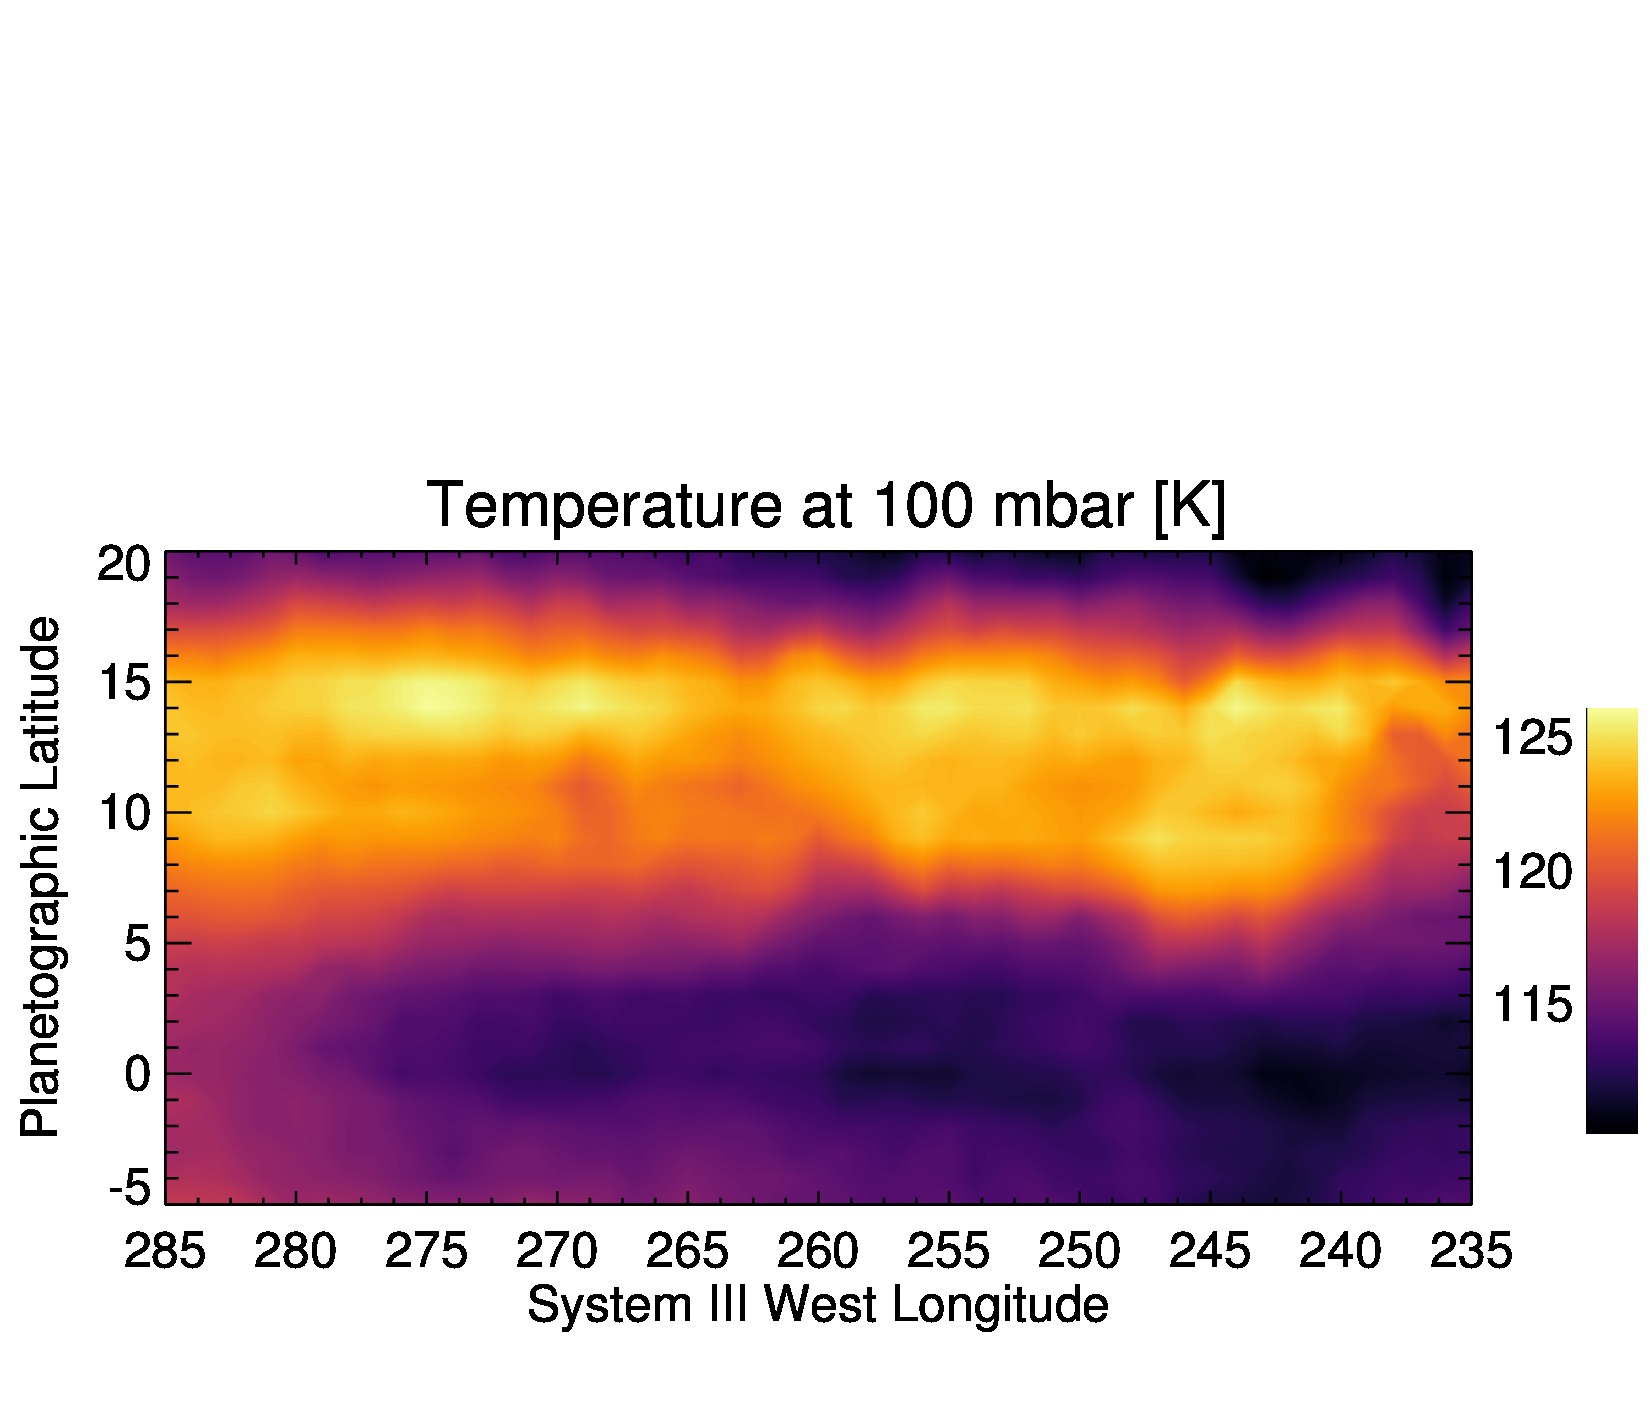 Temperature at 100 mbar [K]
Planetographic Latitude
20
15
10
5
0
-5
285 280 275 270 265 260 255 250 245 240 235
System III West Longitude
125
120
115